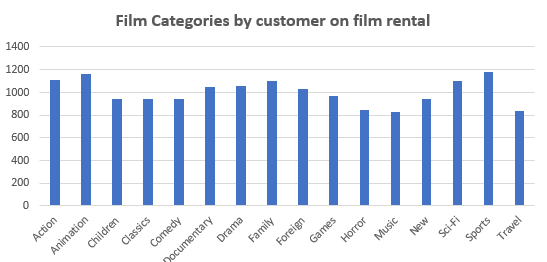 Film Categories by customer on film rental
1400
1200
1000
800
600
400
200
0
Action
Animation
Children
Classics
Comedy
Documentary
Drama
Family
Foreign
Games
Horror
Music
New
Sci-Fi
Sports
Travel